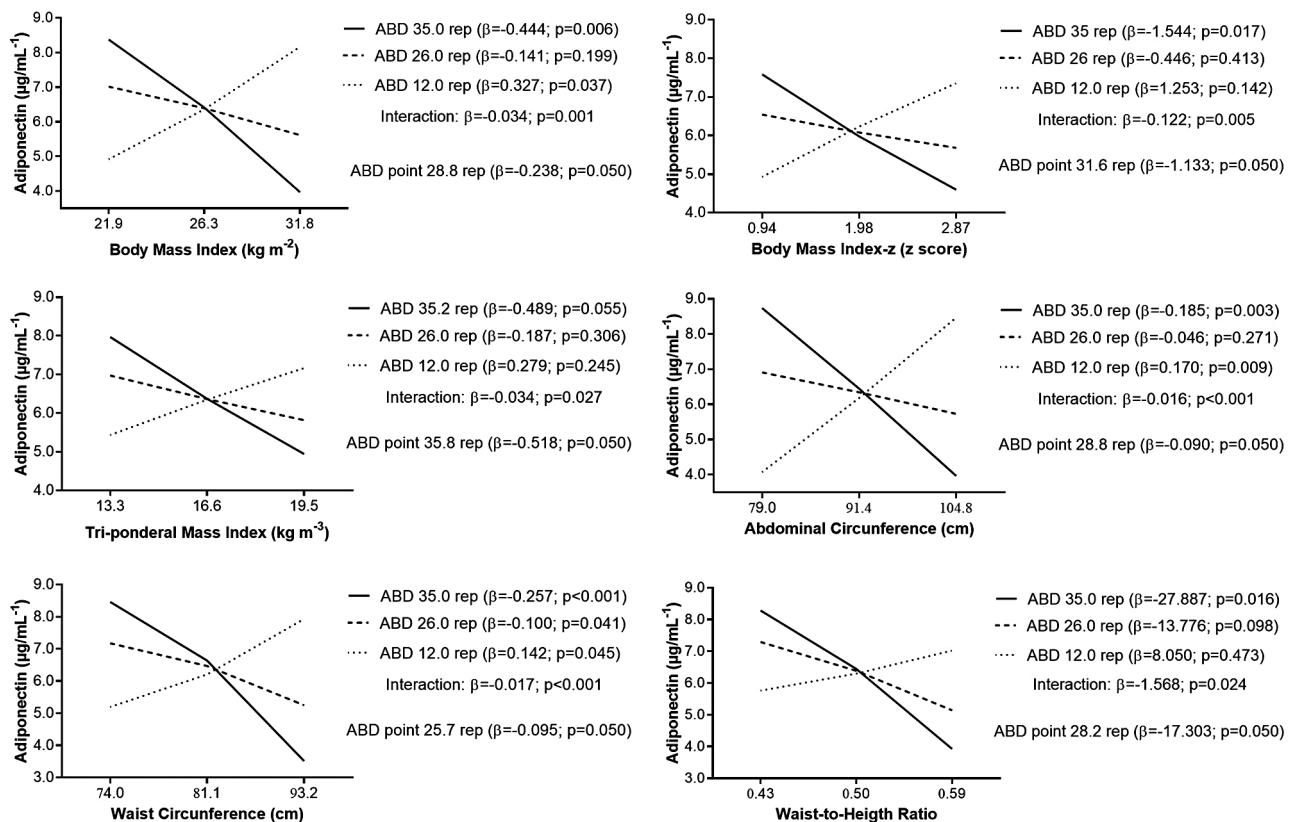 Adiponectin (µg/mL⁻¹)
9.0
8.0
7.0
6.0
5.0
4.0
21.9
26.3
31.8
Body Mass Index (kg m⁻²)
ABD 35.0 rep (β=-0.444; p=0.006)
ABD 26.0 rep (β=-0.141; p=0.199)
ABD 12.0 rep (β=0.327; p=0.037)
Interaction: β=-0.034; p=0.001
ABD point 28.8 rep (β=-0.238; p=0.050)
Adiponectin (µg/mL⁻¹)
9.0
8.0
7.0
6.0
5.0
4.0
0.94
1.98
2.87
Body Mass Index-z (z score)
ABD 35 rep (β=-1.544; p=0.017)
ABD 26 rep (β=-0.446; p=0.413)
ABD 12.0 rep (β=1.253; p=0.142)
Interaction: β=-0.122; p=0.005
ABD point 31.6 rep (β=-1.133; p=0.050)
Adiponectin (µg/mL⁻¹)
9.0
8.0
7.0
6.0
5.0
4.0
13.3
16.6
19.5
Tri-ponderal Mass Index (kg m⁻³)
ABD 35.2 rep (β=-0.489; p=0.055)
ABD 26.0 rep (β=-0.187; p=0.306)
ABD 12.0 rep (β=0.279; p=0.245)
Interaction: β=-0.034; p=0.027
ABD point 35.8 rep (β=-0.518; p=0.050)
Adiponectin (µg/mL⁻¹)
9.0
8.0
7.0
6.0
5.0
4.0
79.0
91.4
104.8
Abdominal Circunference (cm)
ABD 35.0 rep (β=-0.185; p=0.003)
ABD 26.0 rep (β=-0.046; p=0.271)
ABD 12.0 rep (β=0.170; p=0.009)
Interaction: β=-0.016; p<0.001
ABD point 28.8 rep (β=-0.090; p=0.050)
Adiponectin (µg/mL⁻¹)
9.0
8.0
7.0
6.0
5.0
4.0
3.0
74.0
81.1
93.2
Waist Circumference (cm)
ABD 35.0 rep (β=-0.257; p<0.001)
ABD 26.0 rep (β=-0.100; p=0.041)
ABD 12.0 rep (β=0.142; p=0.045)
Interaction: β=-0.017; p<0.001
ABD point 25.7 rep (β=-0.095; p=0.050)
Adiponectin (µg/mL⁻¹)
9.0
8.0
7.0
6.0
5.0
4.0
3.0
0.43
0.50
0.59
Waist-to-Heigth Ratio
ABD 35.0 rep (β=-27.887; p=0.016)
ABD 26.0 rep (β=-13.776; p=0.098)
ABD 12.0 rep (β=8.050; p=0.473)
Interaction: β=-1.568; p=0.024
ABD point 28.2 rep (β=-17.303; p=0.050)